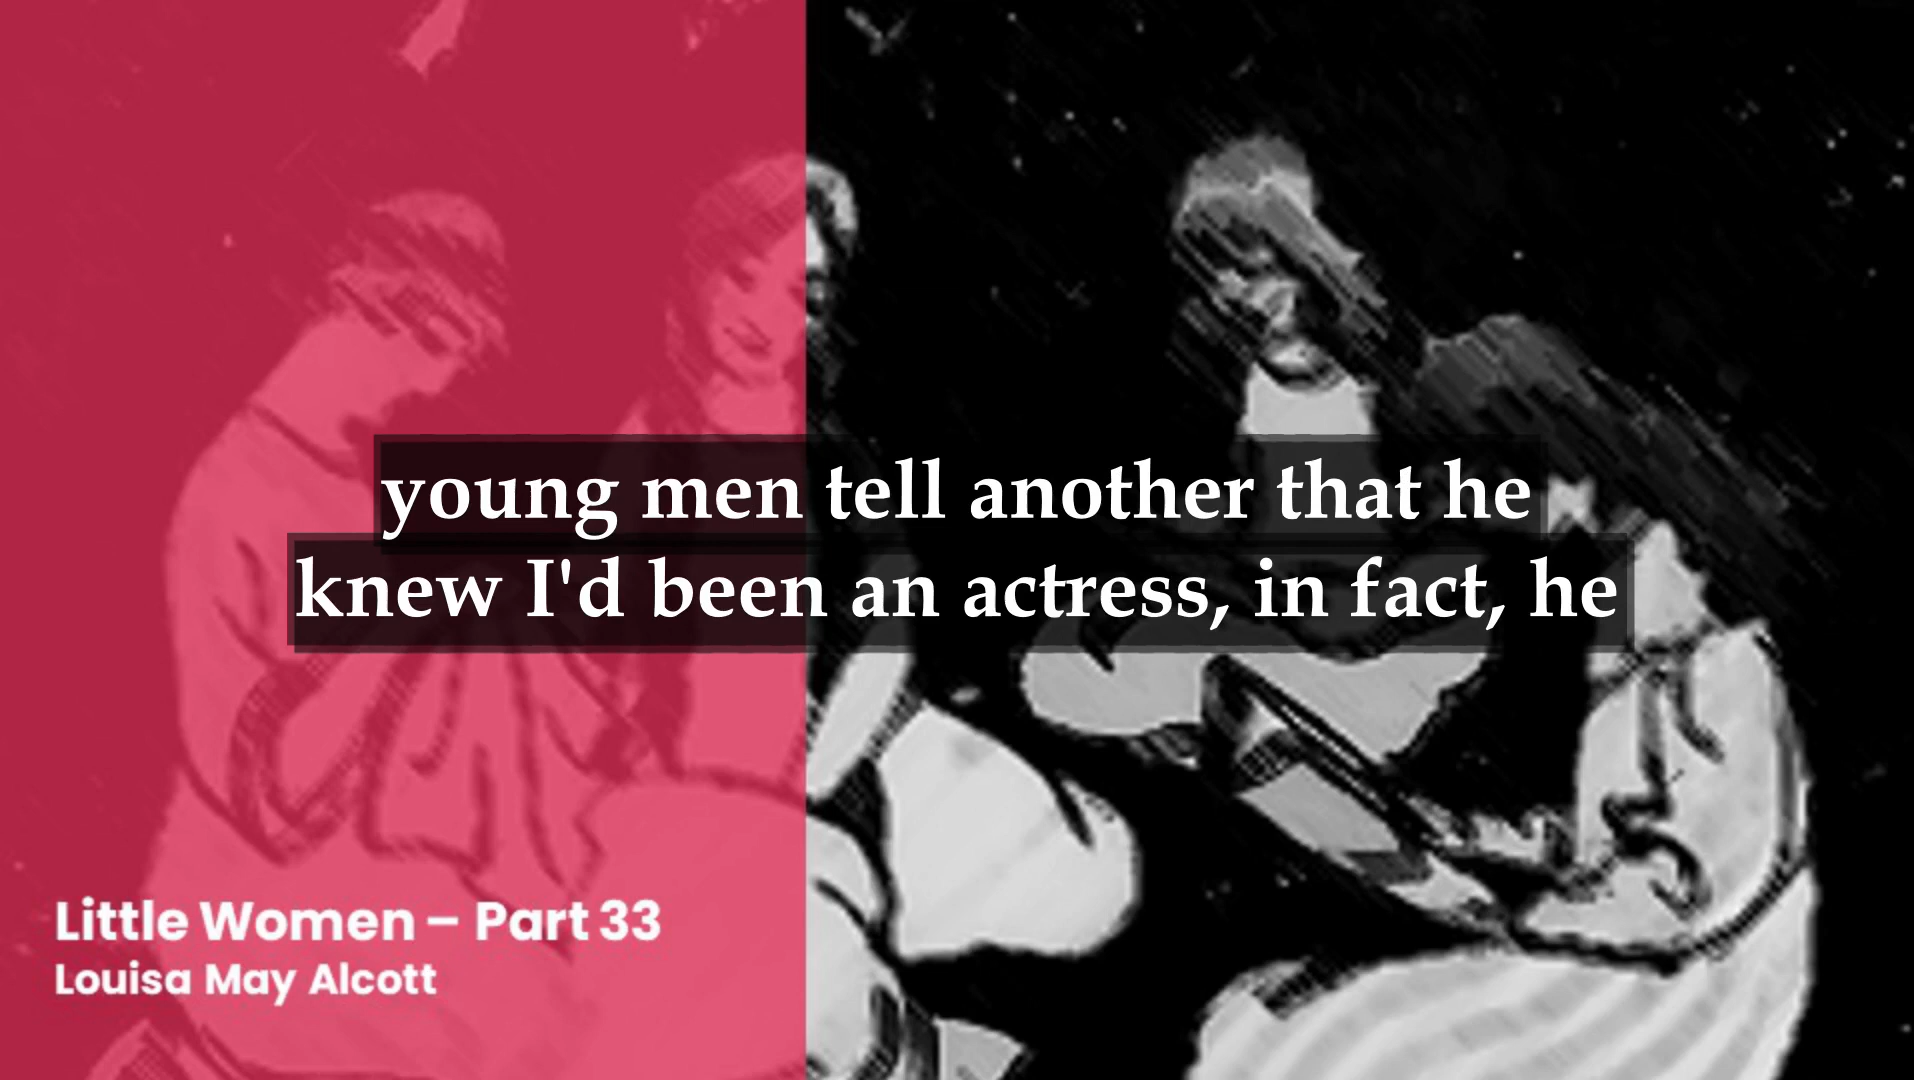 young men tell another that he
knew I'd been an actress, in fact, he
Little Women – Part 33
Louisa May Alcott